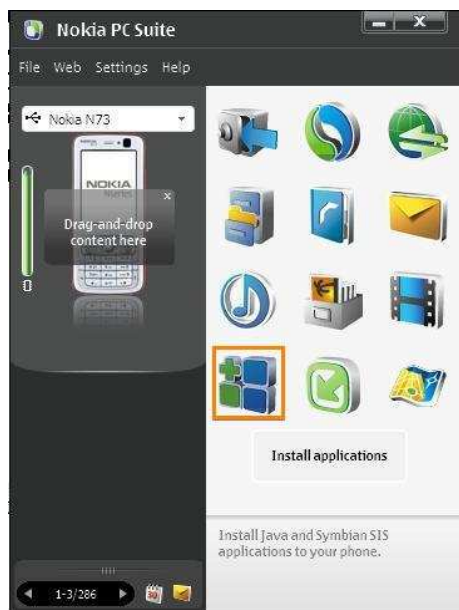 Nokia PC Suite
File Web Settings Help
Nokia N73
NOKIA
Nseries
Drag-and-drop
content here
x
Install applications
Install Java and Symbian SIS
applications to your phone.
1-3/286